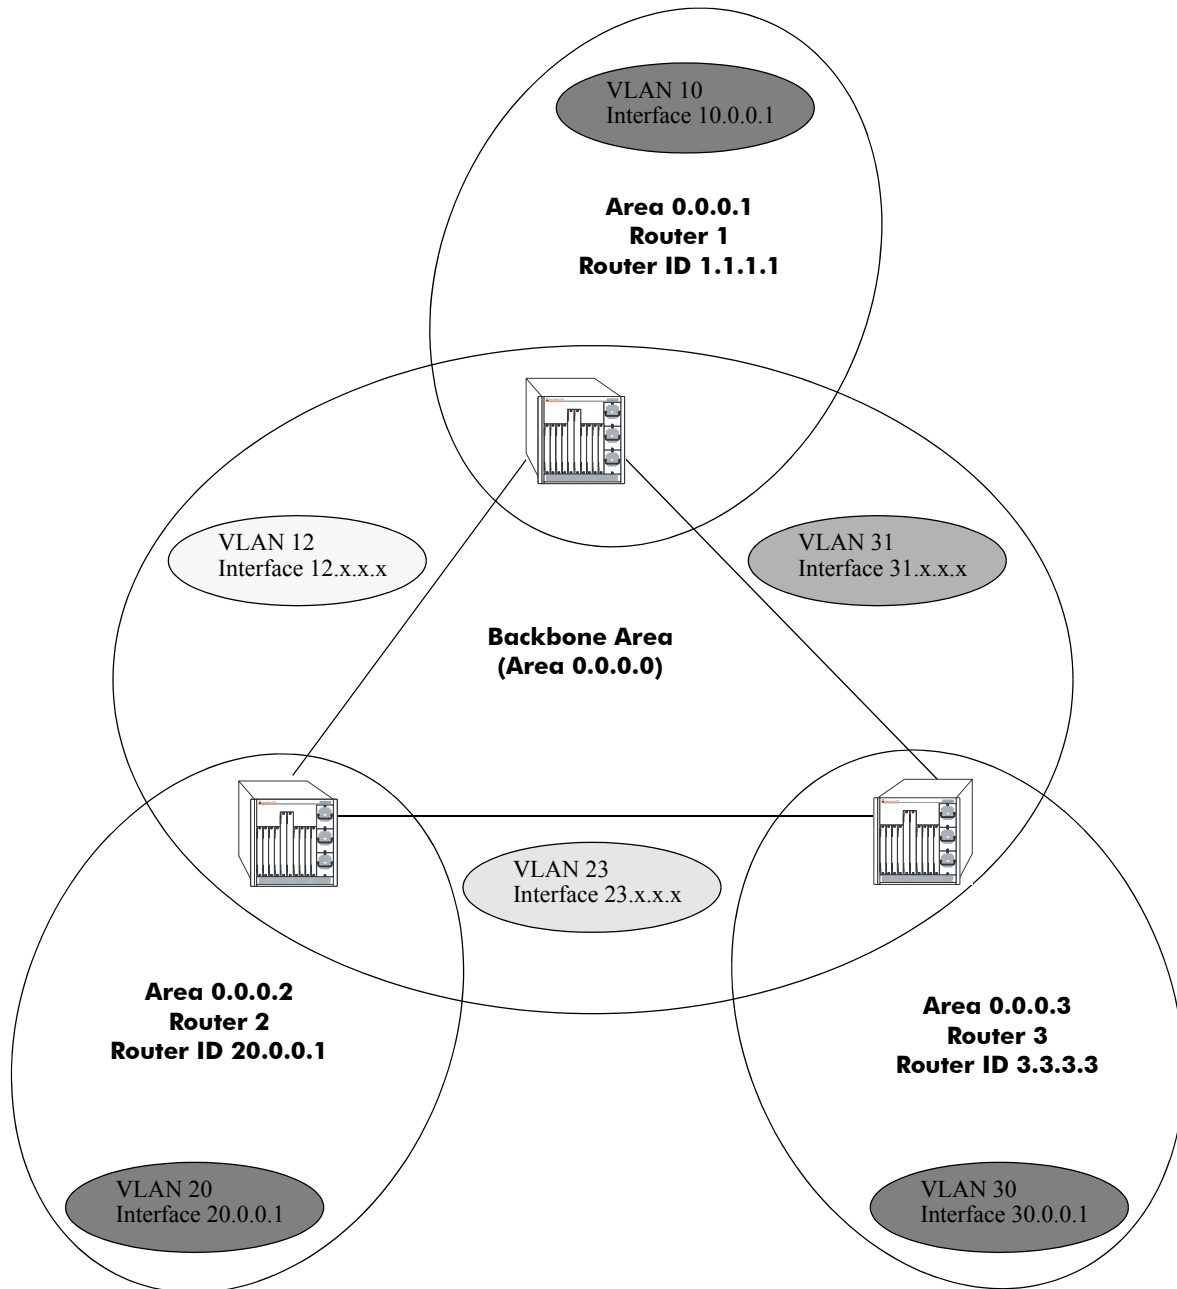 VLAN 10
Interface 10.0.0.1
Area 0.0.0.1
Router 1
Router ID 1.1.1.1
VLAN 12
Interface 12.x.x.x
VLAN 31
Interface 31.x.x.x
Backbone Area
(Area 0.0.0.0)
VLAN 23
Interface 23.x.x.x
Area 0.0.0.2
Router 2
Router ID 20.0.0.1
Area 0.0.0.3
Router 3
Router ID 3.3.3.3
VLAN 20
Interface 20.0.0.1
VLAN 30
Interface 30.0.0.1